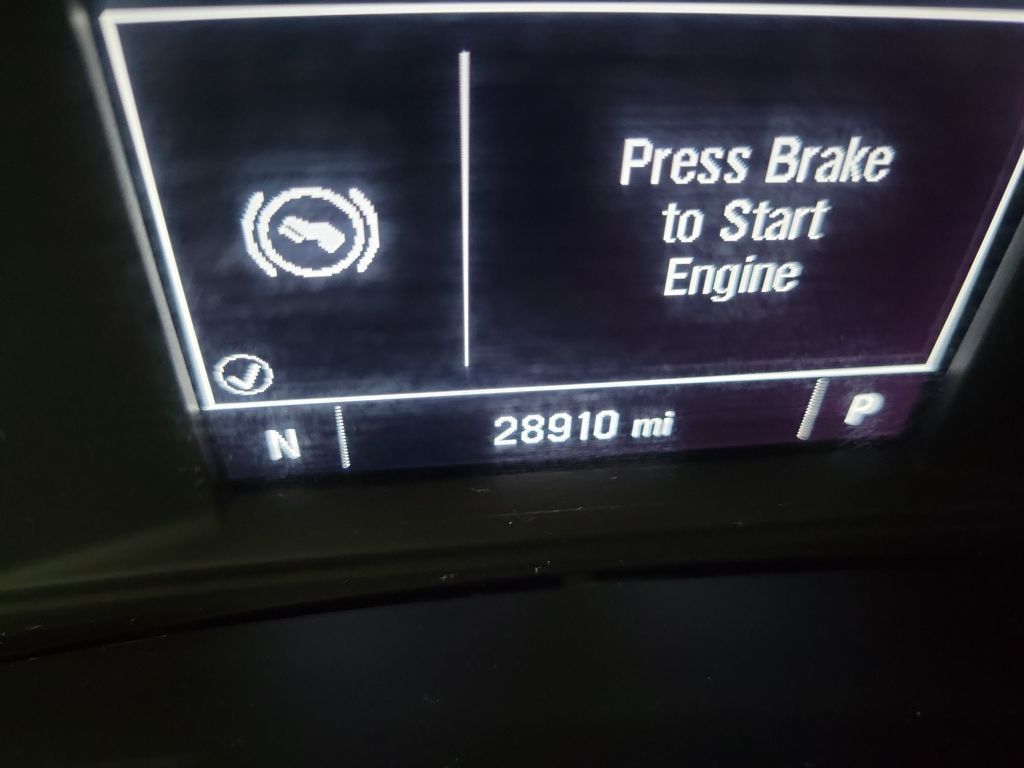 Press Brake
to Start
Engine
N 28910 mi P